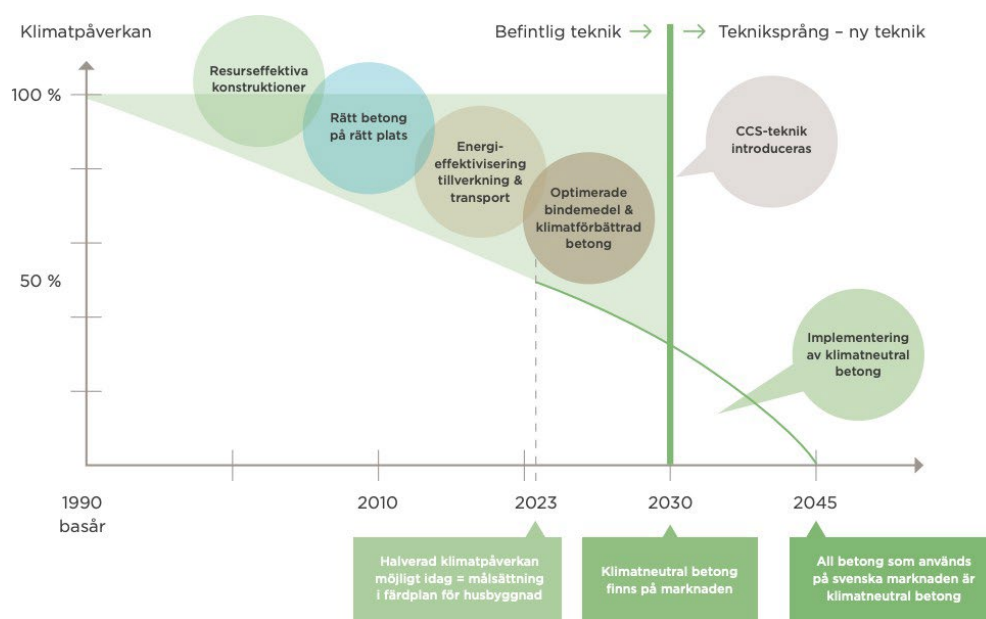 Klimatpåverkan
Befintlig teknik →
→ Tekniksprång – ny teknik
100 %
50 %
Resurseffektiva
konstruktioner
Rätt betong
på rätt plats
Energi-
effektivisering
tillverkning &
transport
Optimerade
bindemedel &
klimatförbättrad
betong
CCS-teknik
introduceras
Implementering
av klimatneutral
betong
1990
basår
2010
2023
2030
2045
Halverad klimatpåverkan
möjligt idag = målsättning
i färdplan för husbyggnad
Klimatneutral betong
finns på marknaden
All betong som används
på svenska marknaden är
klimatneutral betong